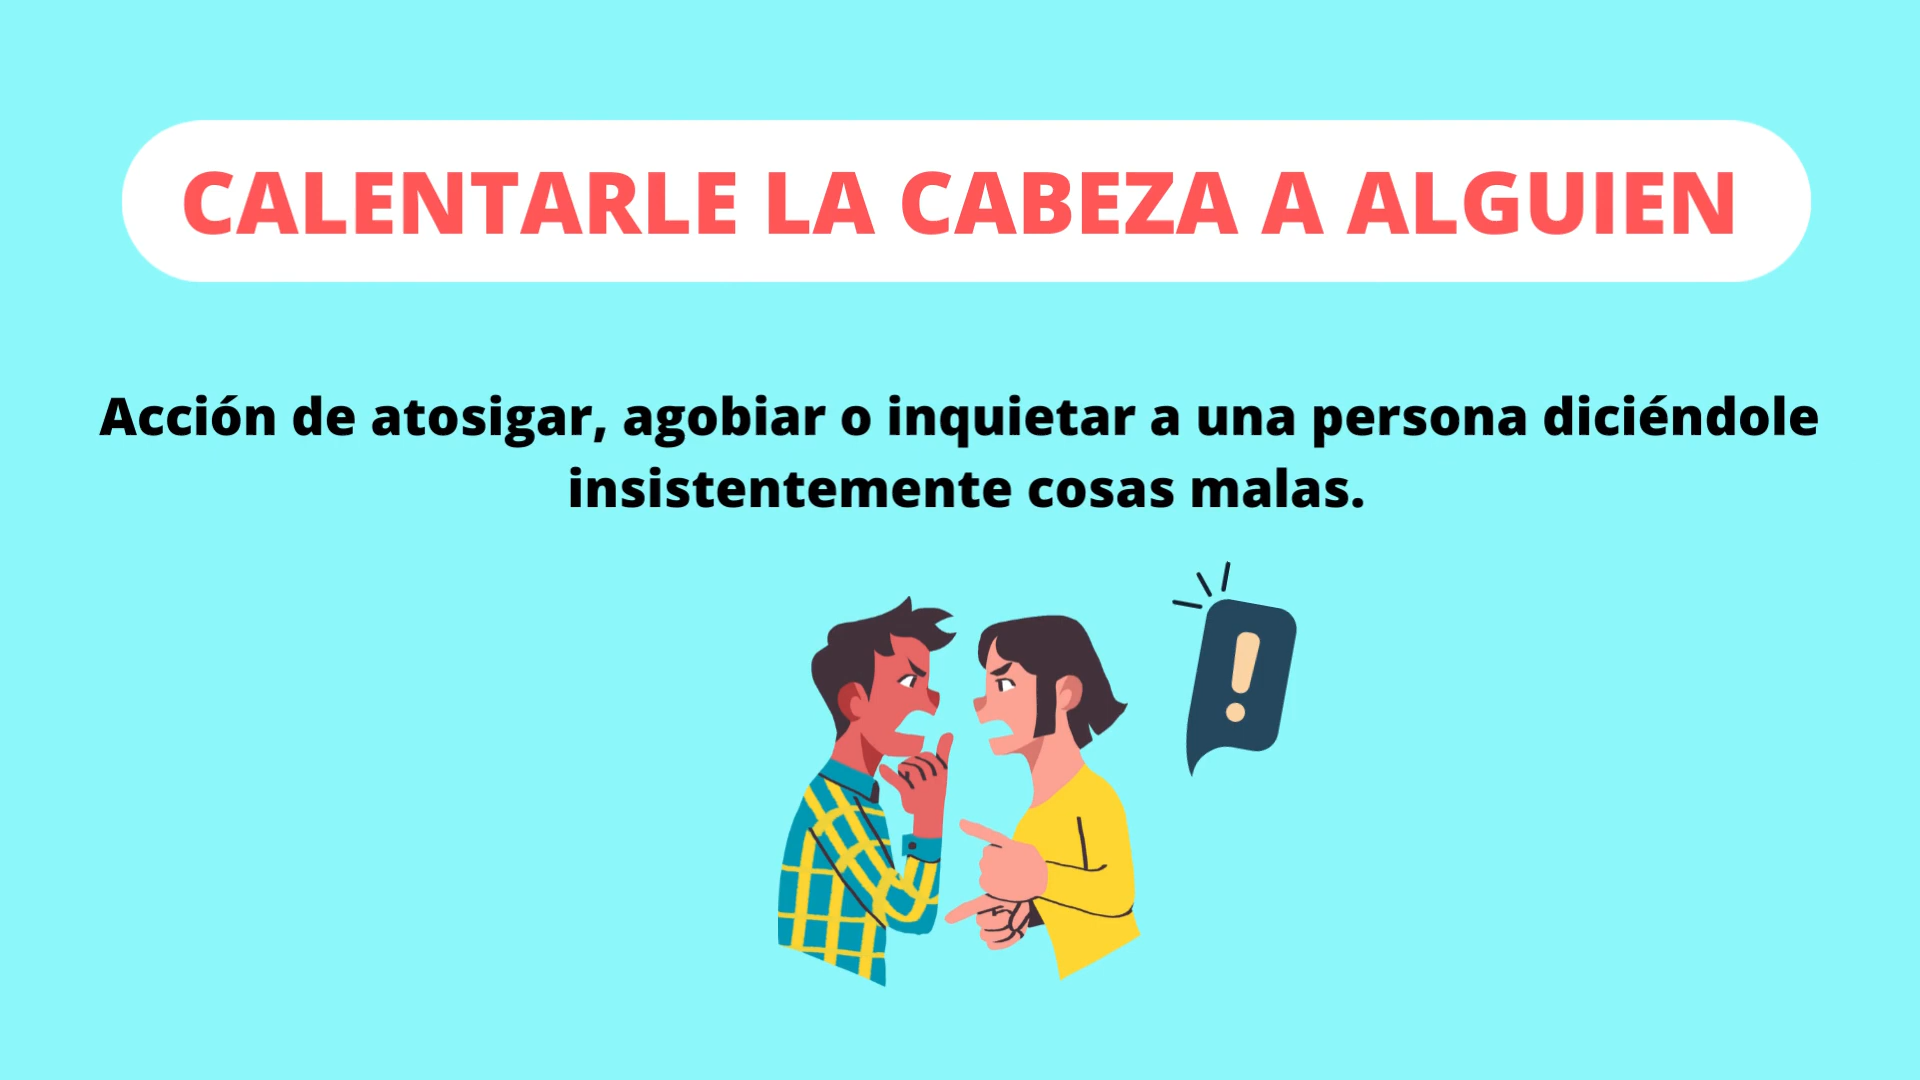 CALENTARLE LA CABEZA A ALGUIEN
Acción de atosigar, agobiar o inquietar a una persona diciéndole
insistentemente cosas malas.
!